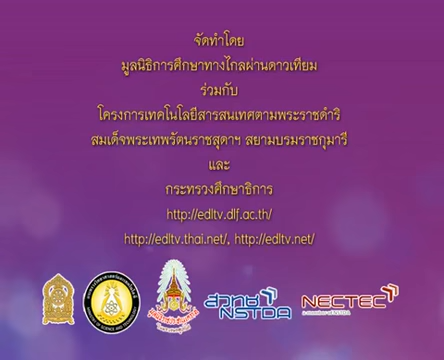 จัดทำโดย
มูลนิธิการศึกษาทางไกลผ่านดาวเทียม
ร่วมกับ
โครงการเทคโนโลยีสารสนเทศตามพระราชดำริ
สมเด็จพระเทพรัตนราชสุดาฯ สยามบรมราชกุมารี
และ
กระทรวงศึกษาธิการ
http://edltv.dlf.ac.th/
http://edltv.thai.net/, http://edltv.net/
สวทช
NSTDA
NECTEC
a member of NSTDA